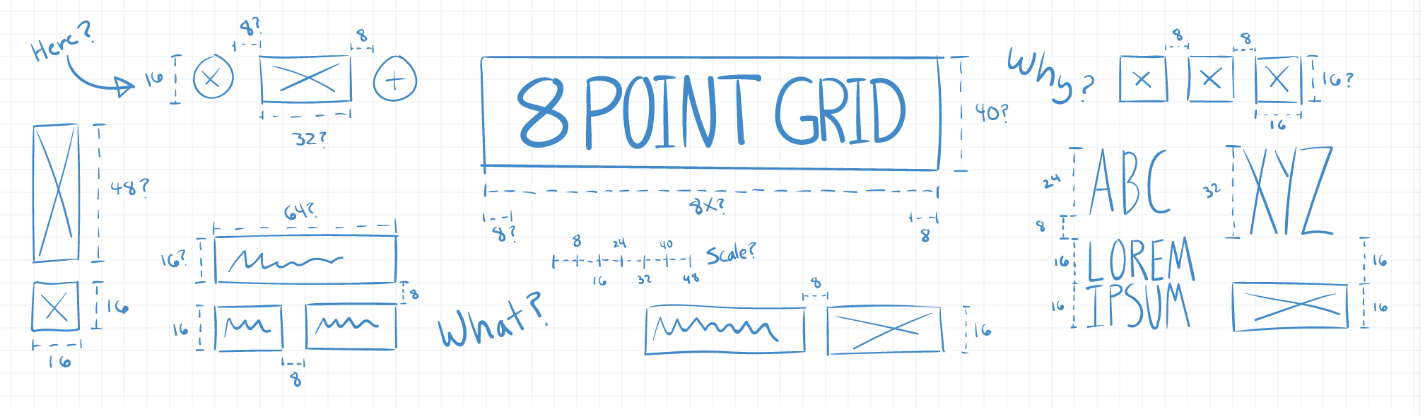 Here?
16
8?
8
32?
48?
16
16
64?
16?
8
16
8
8 POINT GRID
40?
8X?
8?
8
8 24 40
16 32 48
Scale?
What?
8
16
Why?
8
8
16?
16
24
ABC
32
XYZ
8
16
LOREM
16
16
IPSUM
16